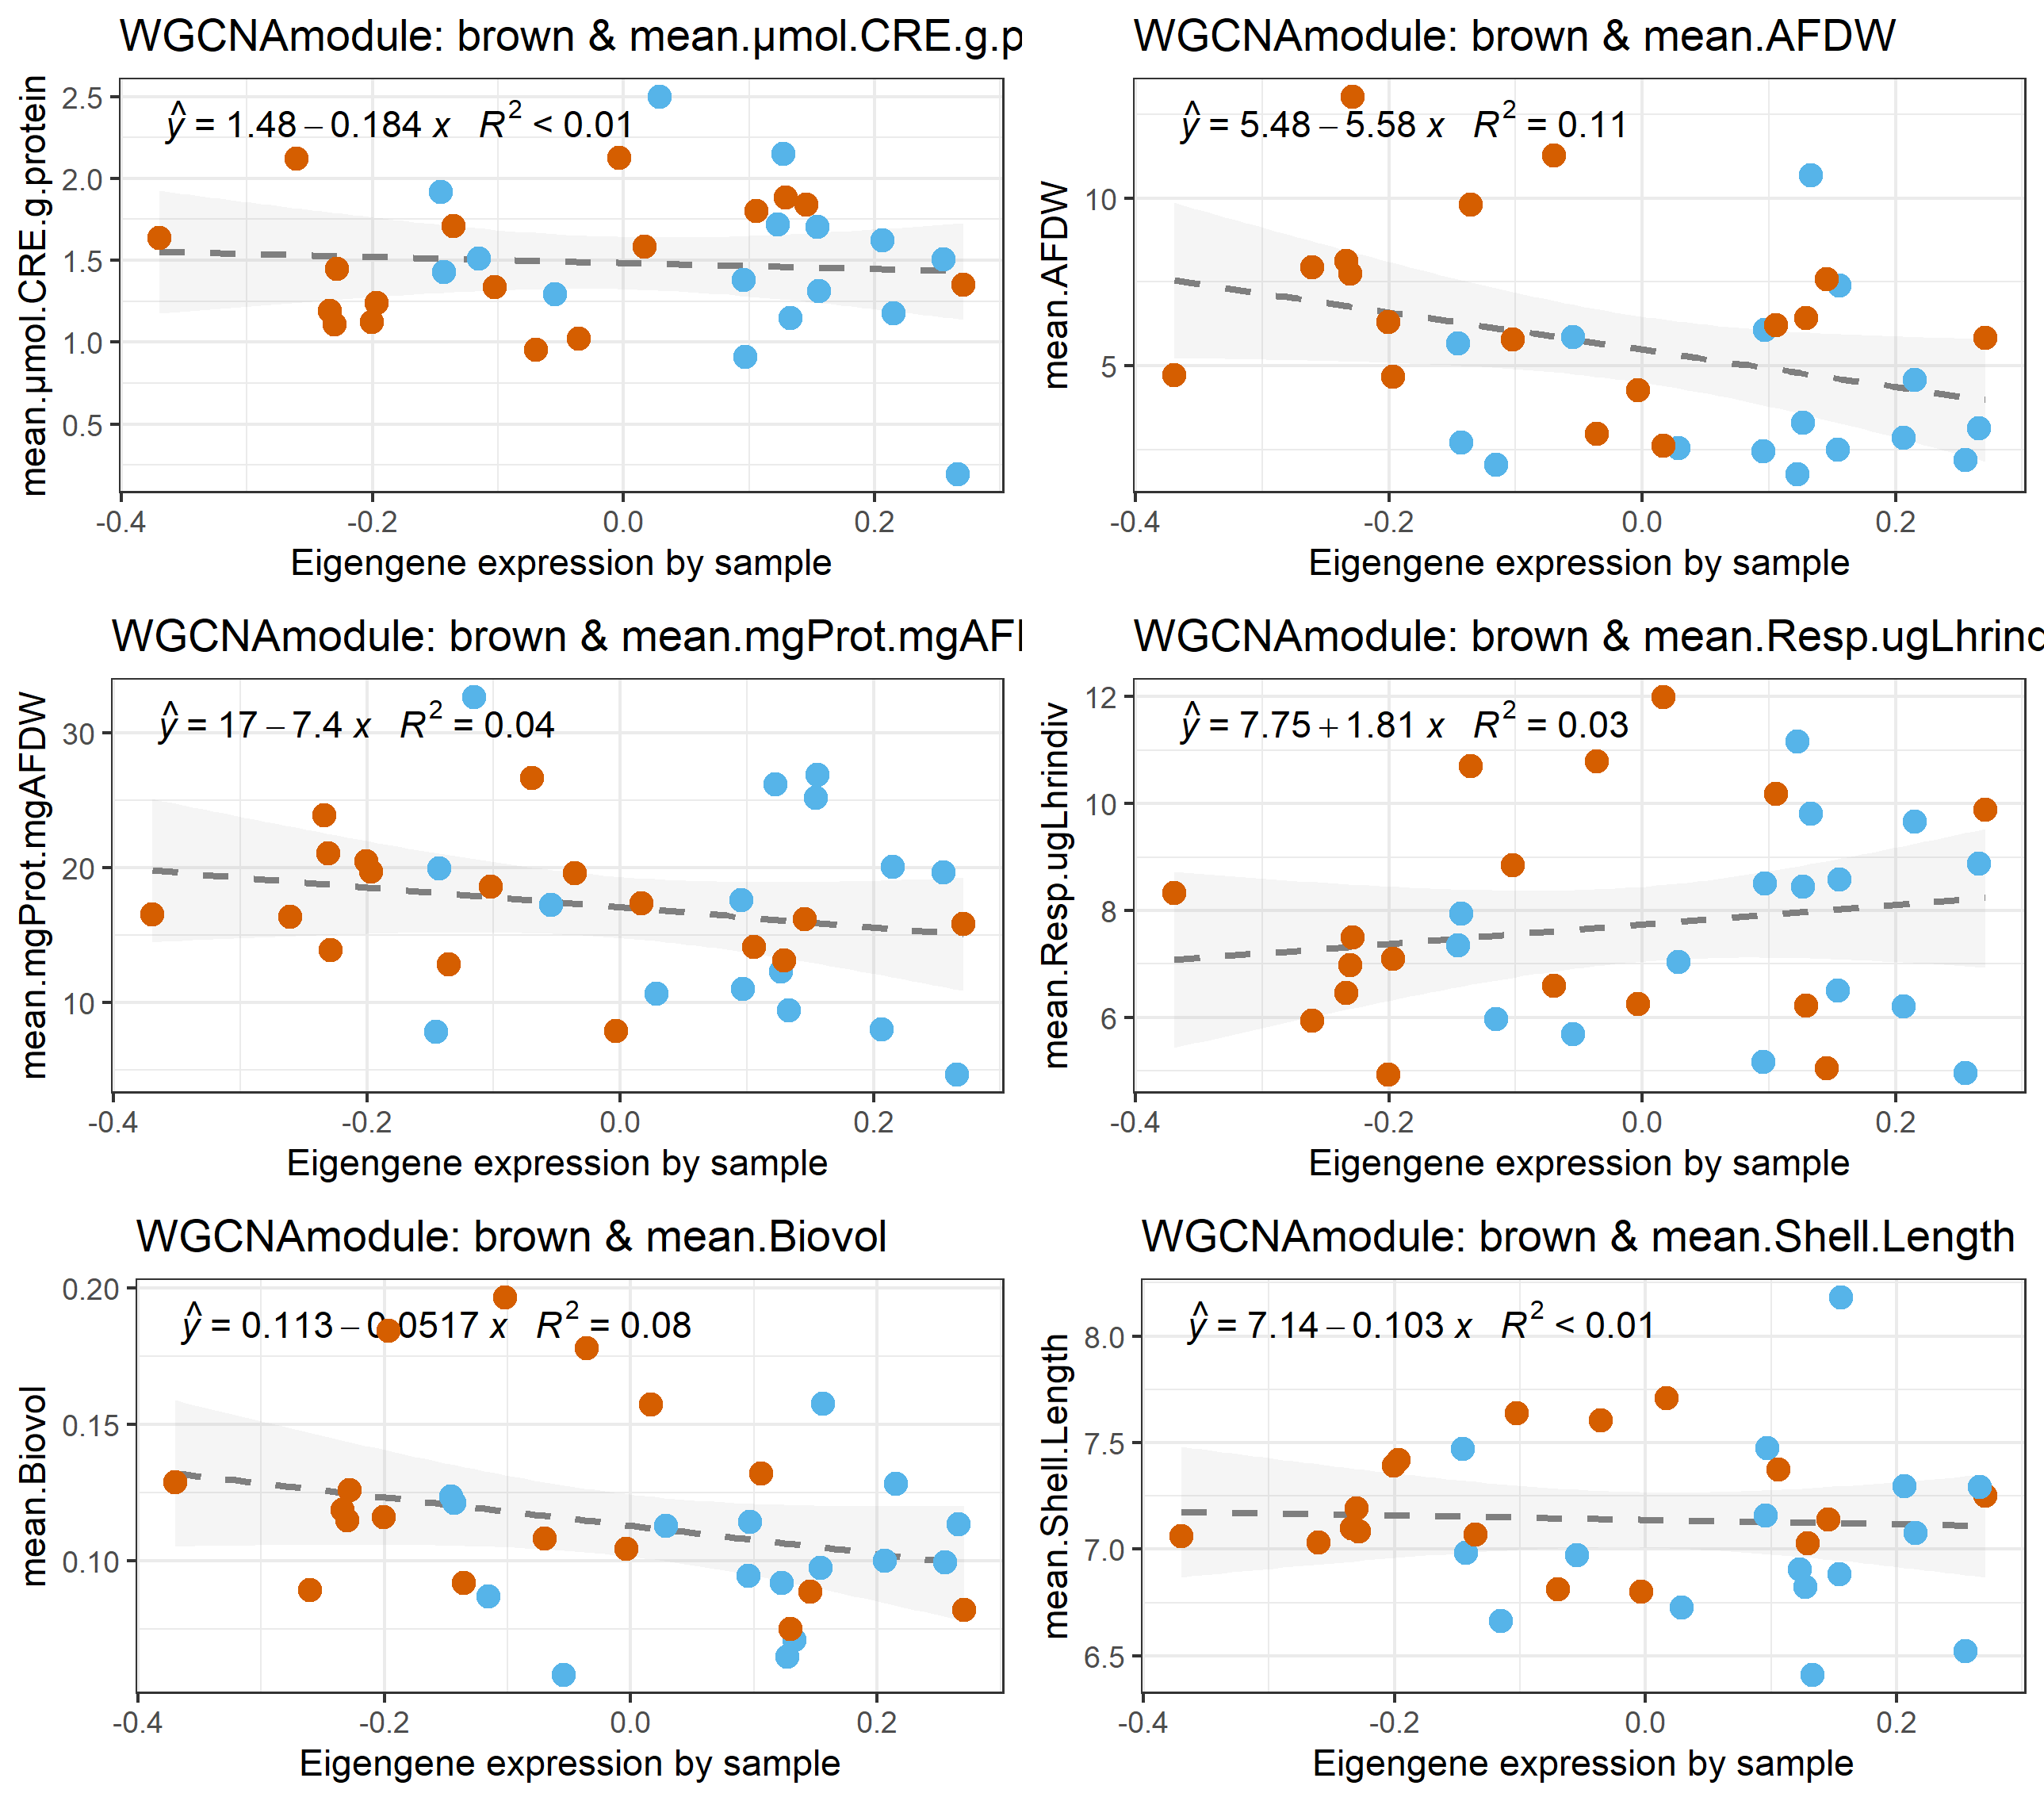 WGCNAmodule: brown & mean.µmol.CRE.g.p
mean.µmol.CRE.g.protein
2.5
2.0
1.5
1.0
0.5
ŷ = 1.48 − 0.184 x R² < 0.01
-0.4 -0.2 0.0 0.2
Eigengene expression by sample
WGCNAmodule: brown & mean.AFDW
mean.AFDW
10
5
ŷ = 5.48 − 5.58 x R² = 0.11
-0.4 -0.2 0.0 0.2
Eigengene expression by sample
WGCNAmodule: brown & mean.mgProt.mgAF
mean.mgProt.mgAFDW
30
20
10
ŷ = 17 − 7.4 x R² = 0.04
-0.4 -0.2 0.0 0.2
Eigengene expression by sample
WGCNAmodule: brown & mean.Resp.ugLhrind
mean.Resp.ugLhrindiv
12
10
8
6
ŷ = 7.75 + 1.81 x R² = 0.03
-0.4 -0.2 0.0 0.2
Eigengene expression by sample
WGCNAmodule: brown & mean.Biovol
mean.Biovol
0.20
0.15
0.10
ŷ = 0.113 − 0.0517 x R² = 0.08
-0.4 -0.2 0.0 0.2
Eigengene expression by sample
WGCNAmodule: brown & mean.Shell.Length
mean.Shell.Length
8.0
7.5
7.0
6.5
ŷ = 7.14 − 0.103 x R² < 0.01
-0.4 -0.2 0.0 0.2
Eigengene expression by sample